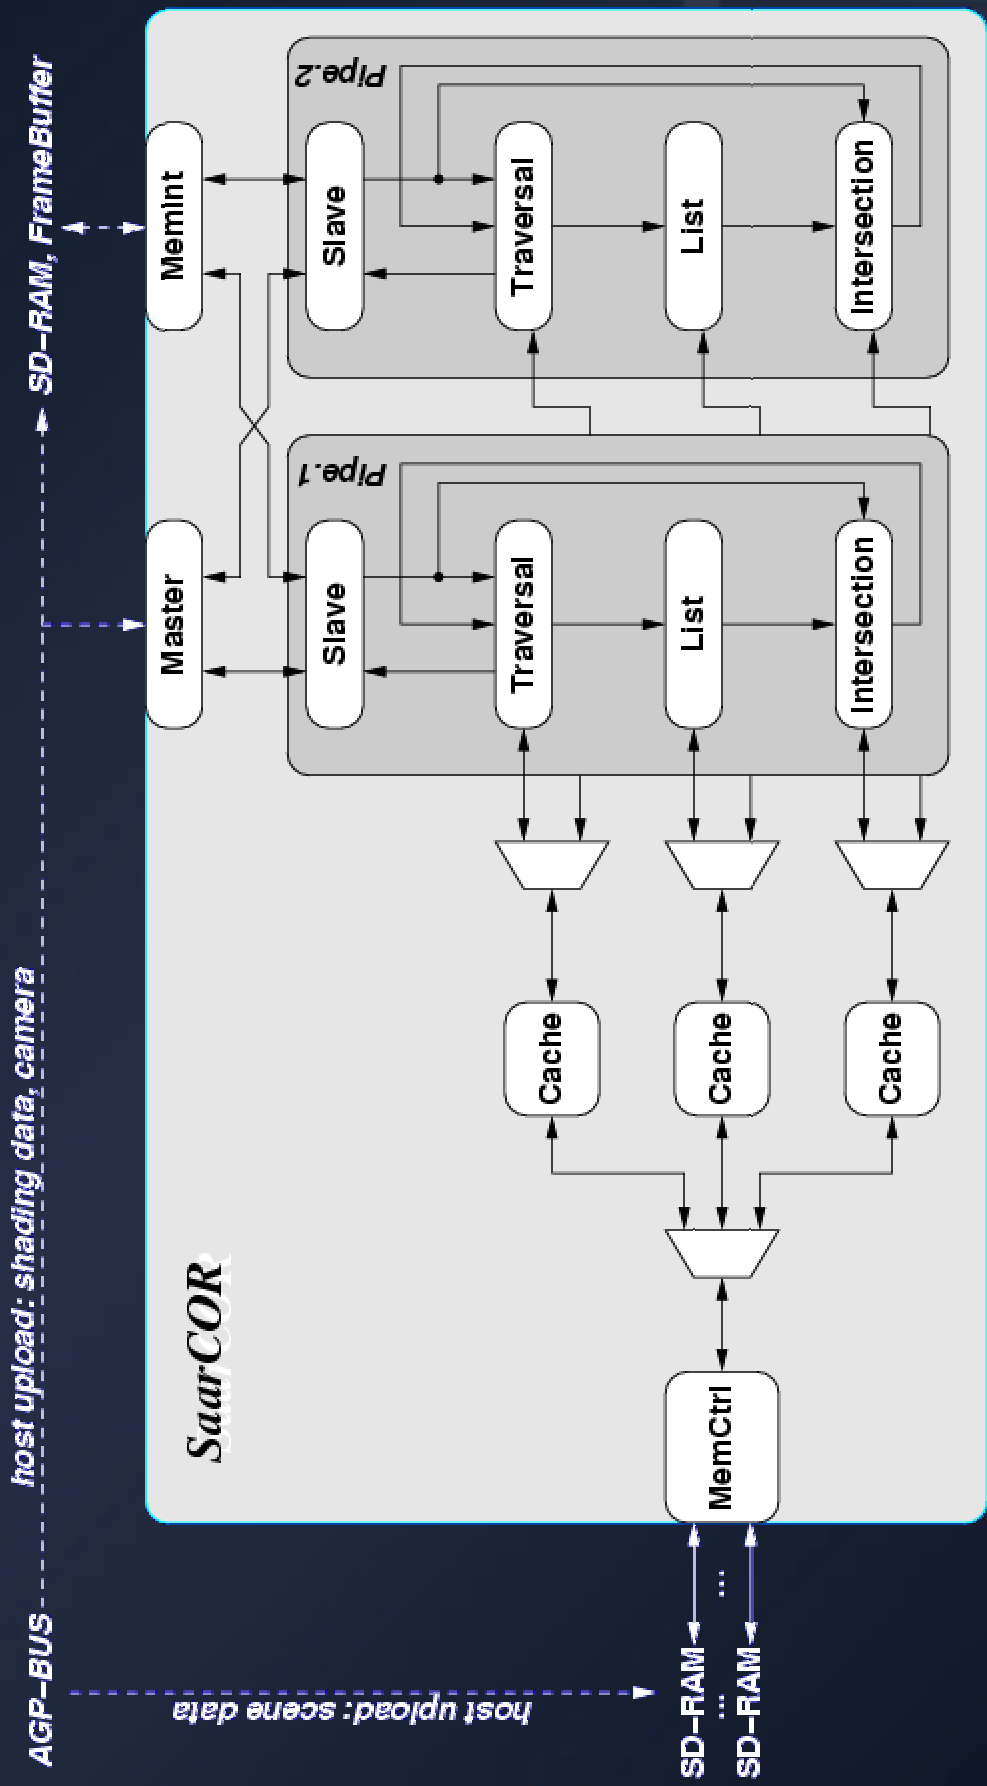 AGP-BUS
host upload: shading data, camera
SD-RAM, FrameBuffer
SaarCOR
Master
MemInt
Pipe.1
Pipe.2
Slave
Slave
Traversal
Traversal
List
List
Intersection
Intersection
Cache
Cache
Cache
MemCtrl
host upload: scene data
SD-RAM
...
...
SD-RAM